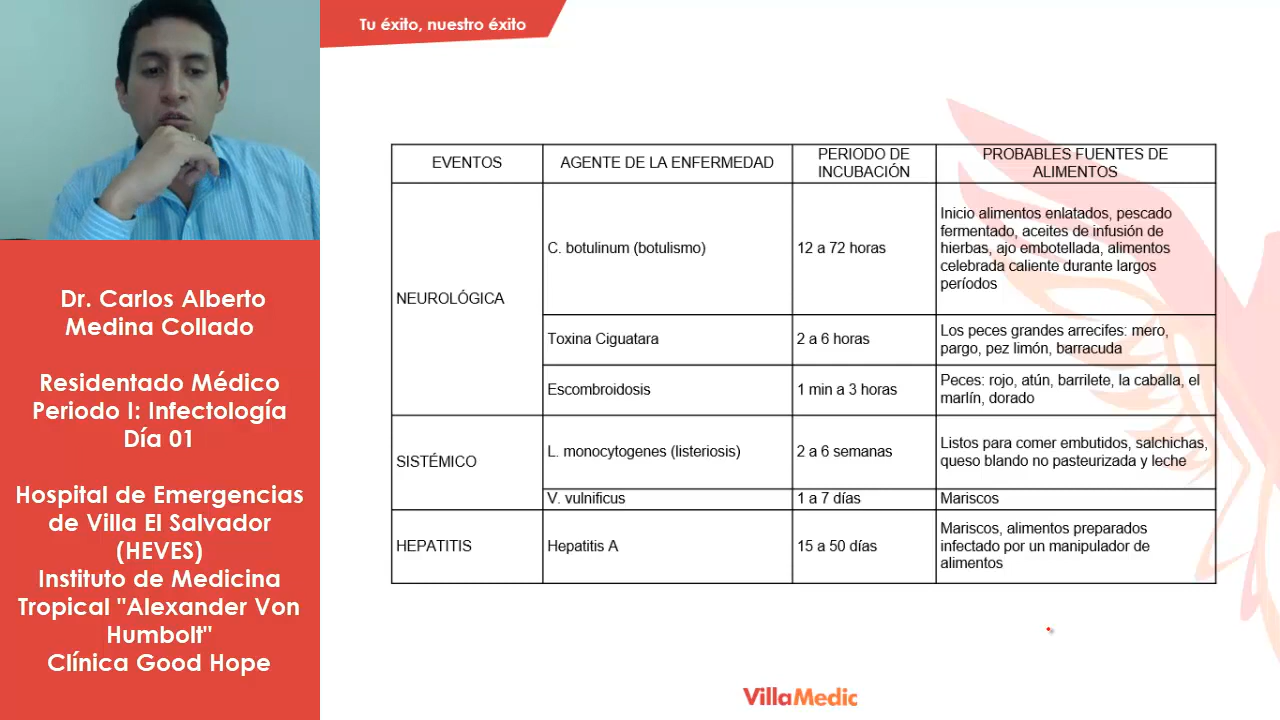 Tu éxito, nuestro éxito
Dr. Carlos Alberto
Medina Collado
Residentado Médico
Periodo I: Infectología
Día 01
Hospital de Emergencias
de Villa El Salvador
(HEVES)
Instituto de Medicina
Tropical "Alexander Von
Humbolt"
Clínica Good Hope
EVENTOS
AGENTE DE LA ENFERMEDAD
PERIODO DE
INCUBACIÓN
PROBABLES FUENTES DE
ALIMENTOS
NEUROLÓGICA
C. botulinum (botulismo)
12 a 72 horas
Inicio alimentos enlatados, pescado
fermentado, aceites de infusión de
hierbas, ajo embotellada, alimentos
celebrada caliente durante largos
períodos
Toxina Ciguatara
2 a 6 horas
Los peces grandes arrecifes: mero,
pargo, pez limón, barracuda
Escombroidosis
1 min a 3 horas
Peces: rojo, atún, barrilete, la caballa, el
marlín, dorado
SISTÉMICO
L. monocytogenes (listeriosis)
2 a 6 semanas
Listos para comer embutidos, salchichas,
queso blando no pasteurizada y leche
V. vulnificus
1 a 7 días
Mariscos
HEPATITIS
Hepatitis A
15 a 50 días
Mariscos, alimentos preparados
infectado por un manipulador de
alimentos
VillaMedic